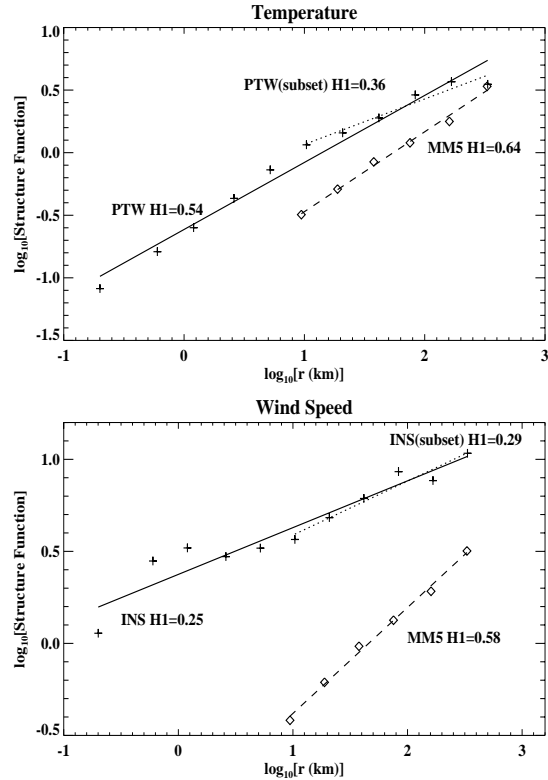 Temperature
1.0
PTW(subset) H1=0.36
0.5
0.0
MM5 H1=0.64
-0.5
PTW H1=0.54
-1.0
-1.5
log10[Structure Function]
-1 0 1 2 3
log10[r (km)]
Wind Speed
INS(subset) H1=0.29
1.0
0.5
INS H1=0.25
MM5 H1=0.58
0.0
-0.5
log10[Structure Function]
-1 0 1 2 3
log10[r (km)]